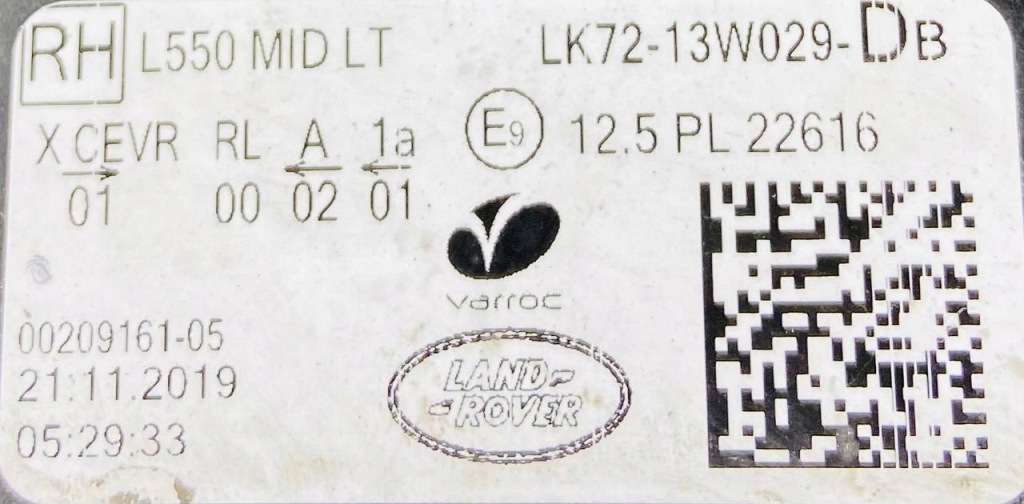 RH L550 MID LT LK72-13W029-DB
X CEVR RL A 1a E9 12.5 PL 22616
01 00 02 01
varroc
00209161-05
LAND-
-ROVER
21.11.2019
05:29:33